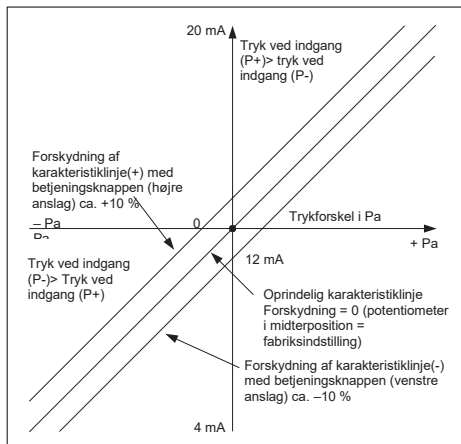 20 mA
Tryk ved indgang
(P+)> tryk ved
indgang (P-)
Forskydning af
karakteristiklinje(+) med
betjeningsknappen (højre
anslag) ca. +10 %
– Pa
Pa
0
Trykforskel i Pa
+ Pa
12 mA
Tryk ved indgang
(P-)> Tryk ved
indgang (P+)
Oprindelig karakteristiklinje
Forskydning = 0 (potentiometer
i midterposition =
fabriksindstilling)
Forskydning af karakteristiklinje(-)
med betjeningsknappen (venstre
anslag) ca. –10 %
4 mA